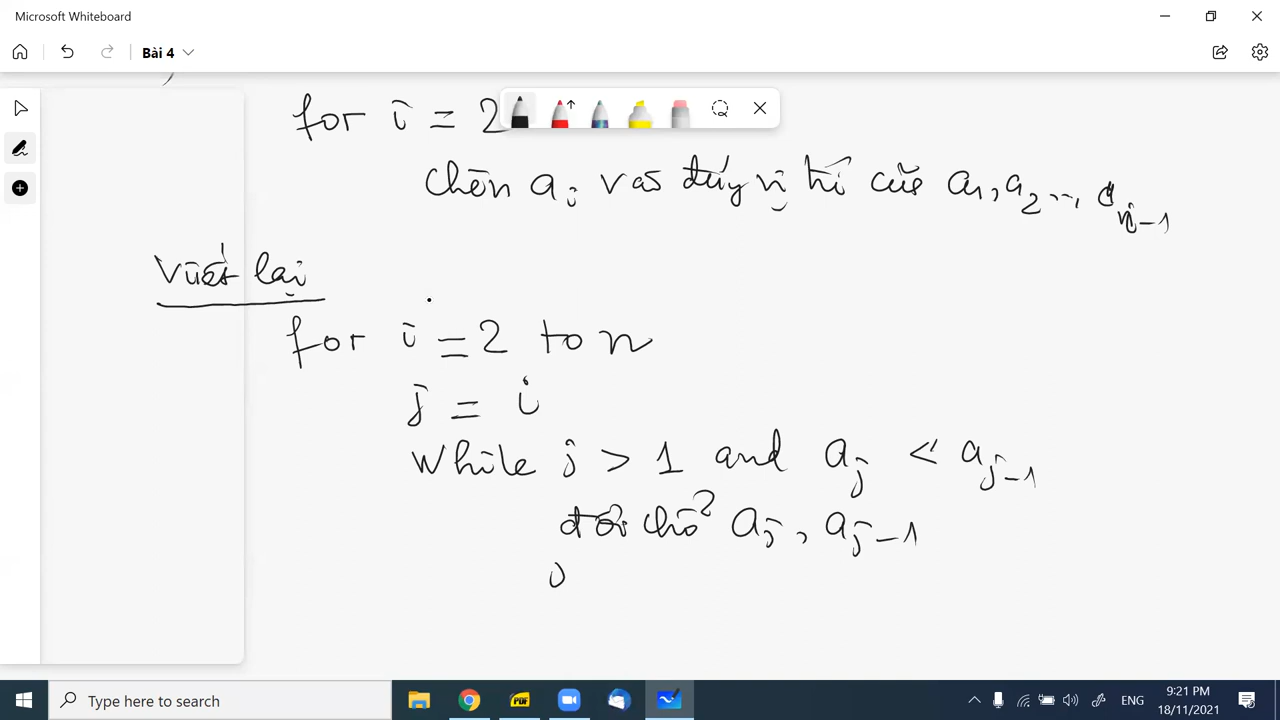 Microsoft Whiteboard
Bài 4
for i = 2
chèn ai vào đúng vị trí của a1, a2 ..., ai-1
Viết lại
for i = 2 to n
j = i
While j > 1 and aj < aj-1
đổi chỗ aj, aj-1
Type here to search
ENG
9:21 PM
18/11/2021